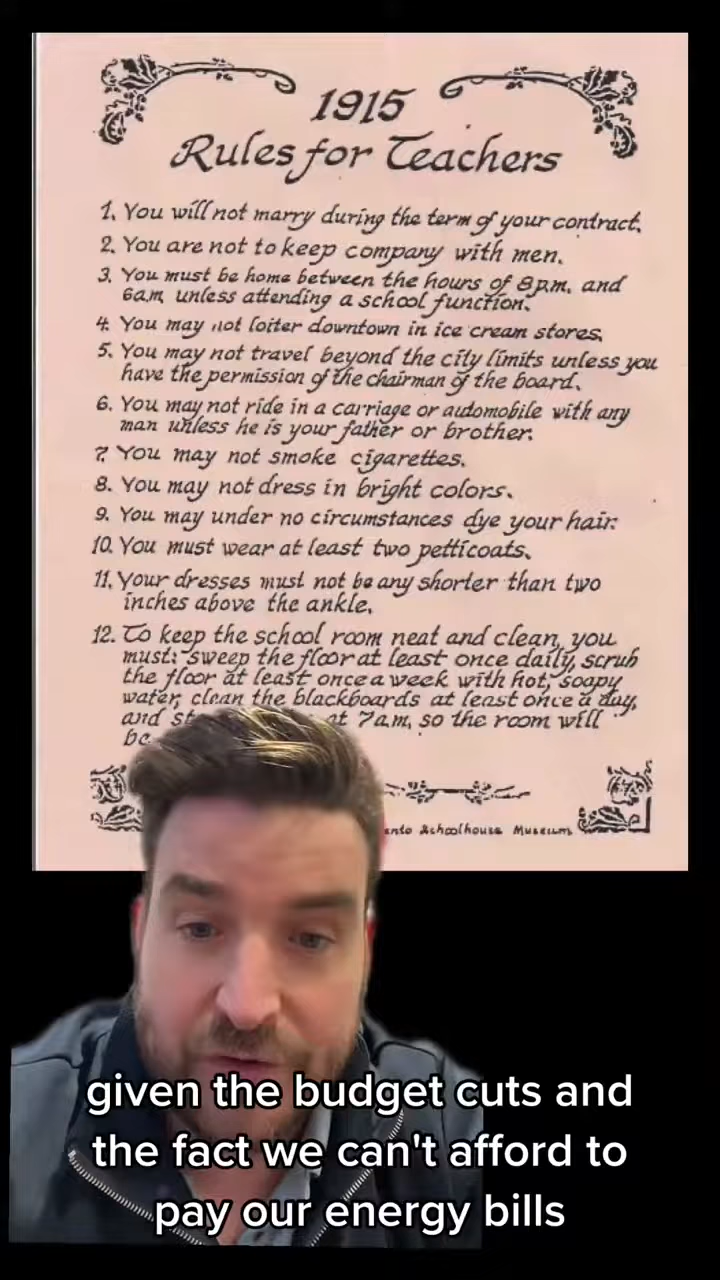 1915
Rules for Teachers
1. You will not marry during the term of your contract.
2. You are not to keep company with men.
3. You must be home between the hours of 8p.m. and
6am unless attending a school function.
4. You may not loiter downtown in ice cream stores.
5. You may not travel beyond the city limits unless you
have the permission of the chairman of the board.
6. You may not ride in a carriage or automobile with any
man unless he is your father or brother.
7. You may not smoke cigarettes.
8. You may not dress in bright colors.
9. You may under no circumstances dye your hair.
10. You must wear at least two petticoats.
11. Your dresses must not be any shorter than two
inches above the ankle.
12. To keep the school room neat and clean, you
must: sweep the floor at least once daily, scrub
the floor at least once a week with hot, soapy
water, clean the blackboards at least once a day,
and st at 7am, so the room will
be
ento Schoolhouse Museum
given the budget cuts and
the fact we can't afford to
pay our energy bills